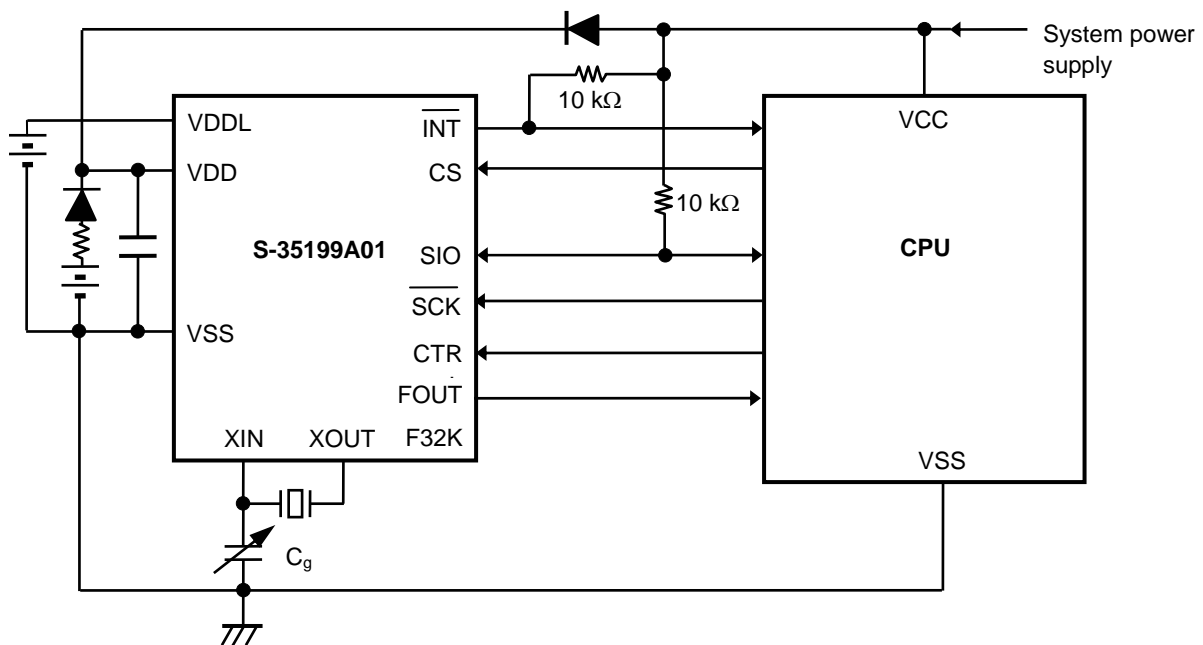 System power
supply
10 kΩ
VDDL
INT
VCC
VDD
CS
10 kΩ
S-35199A01
SIO
CPU
SCK
VSS
CTR
FOUT
XIN
XOUT
F32K
VSS
Cg